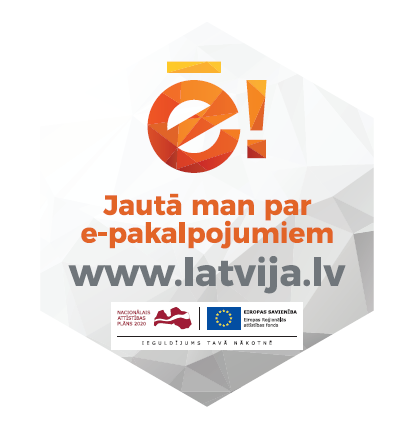 ē!
Jautā man par
e-pakalpojumiem
www.latvija.lv
NACIONĀLAIS
ATTĪSTĪBAS
PLĀNS 2020
EIROPAS SAVIENĪBA
Eiropas Reģionālās
attīstības fonds
IEGULDĪJUMS TAVĀ NĀKOTNĒ